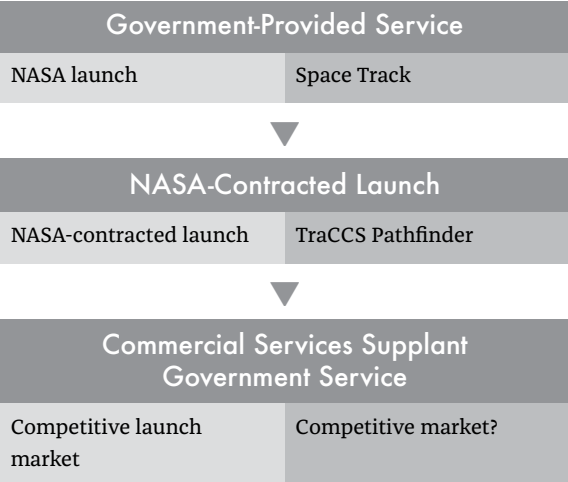 Government-Provided Service
NASA launch
Space Track
NASA-Contracted Launch
NASA-contracted launch
TraCCS Pathfinder
Commercial Services Supplant
Government Service
Competitive launch
market
Competitive market?